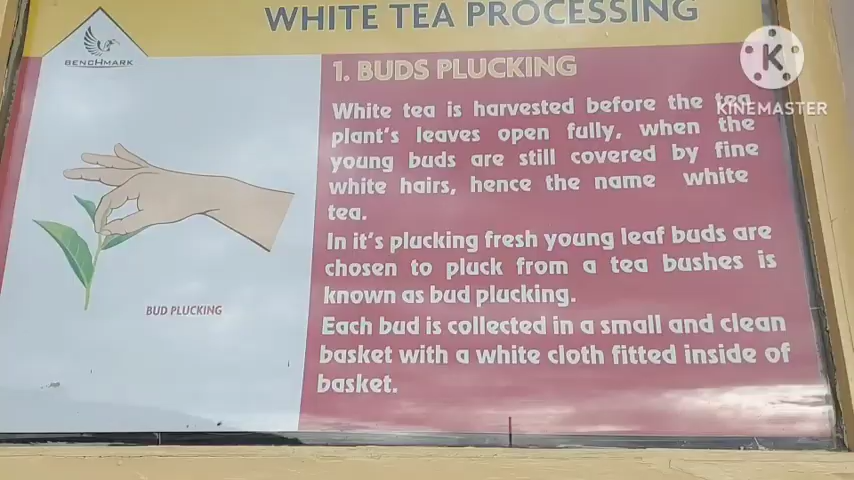 WHITE TEA PROCESSING
BENCHMARK
1. BUDS PLUCKING
White tea is harvested before the tea
plant's leaves open fully, when the
young buds are still covered by fine
white hairs, hence the name white
tea.
In it's plucking fresh young leaf buds are
chosen to pluck from a tea bushes is
known as bud plucking.
Each bud is collected in a small and clean
basket with a white cloth fitted inside of
basket.
BUD PLUCKING
K
KINEMASTER